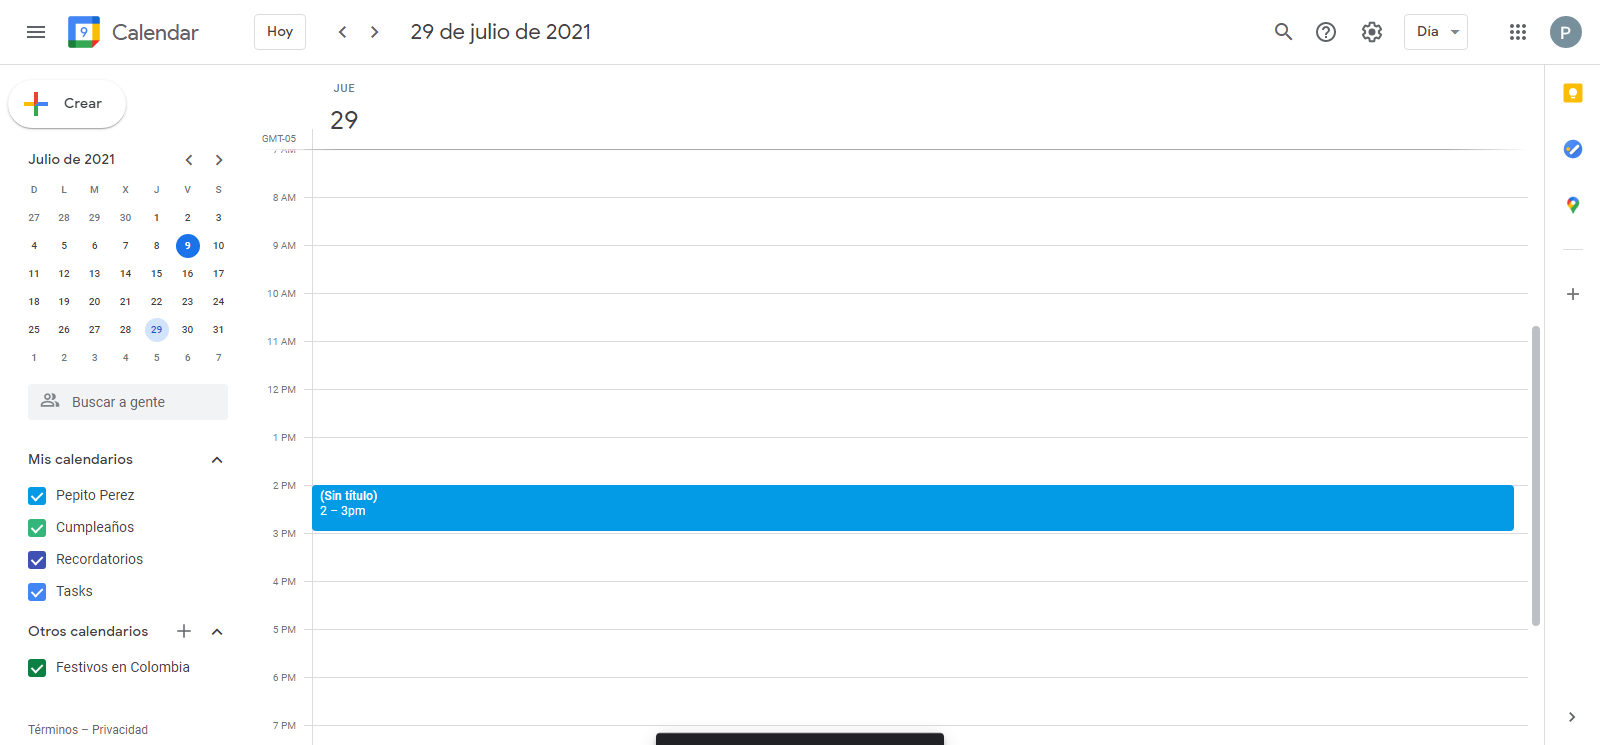 9 Calendar Hoy 29 de julio de 2021 Día P
Crear
Julio de 2021
D L M X J V S
27 28 29 30 1 2 3
4 5 6 7 8 9 10
11 12 13 14 15 16 17
18 19 20 21 22 23 24
25 26 27 28 29 30 31
1 2 3 4 5 6 7
Buscar a gente
Mis calendarios
Pepito Perez
Cumpleaños
Recordatorios
Tasks
Otros calendarios
Festivos en Colombia
Términos – Privacidad
JUE
29
GMT-05
7 AM
8 AM
9 AM
10 AM
11 AM
12 PM
1 PM
2 PM
(Sin título)
2 – 3pm
3 PM
4 PM
5 PM
6 PM
7 PM